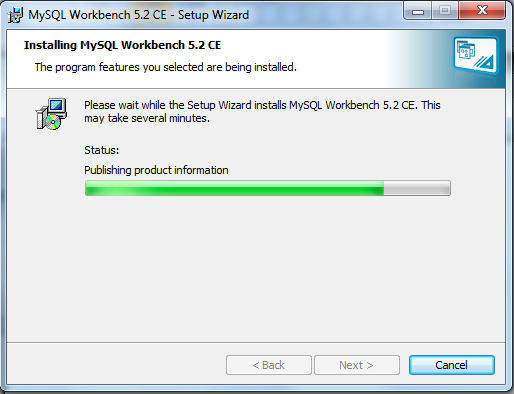 MySQL Workbench 5.2 CE - Setup Wizard
Installing MySQL Workbench 5.2 CE
The program features you selected are being installed.
Please wait while the Setup Wizard installs MySQL Workbench 5.2 CE. This
may take several minutes.
Status:
Publishing product information
< Back
Next >
Cancel